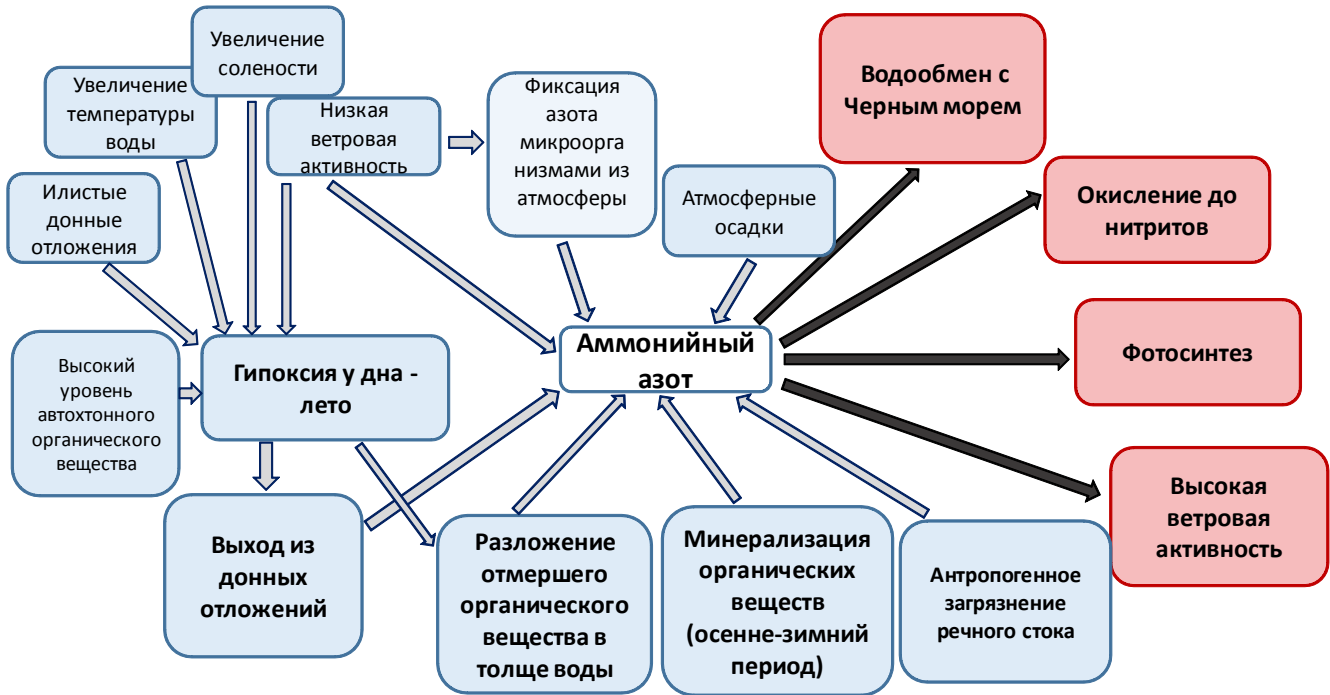 Увеличение
солености
Увеличение
температуры
воды
Низкая
ветровая
активность
Фиксация
азота
микроорга
низмами из
атмосферы
Водообмен с
Черным морем
Илистые
донные
отложения
Атмосферные
осадки
Окисление до
нитритов
Высокий
уровень
автохтонного
органического
вещества
Гипоксия у дна -
лето
Аммонийный
азот
Фотосинтез
Выход из
донных
отложений
Разложение
отмершего
органического
вещества в
толще воды
Минерализация
органических
веществ
(осенне-зимний
период)
Антропогенное
загрязнение
речного стока
Высокая
ветровая
активность